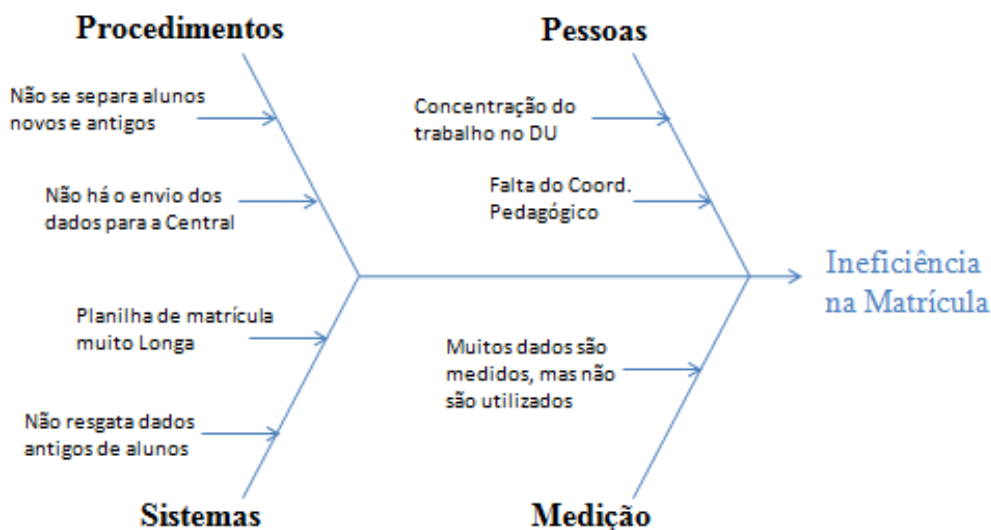 Procedimentos
Pessoas
Não se separa alunos
novos e antigos
Concentração do
trabalho no DU
Não há o envio dos
dados para a Central
Falta do Coord.
Pedagógico
Ineficiência
na Matrícula
Planilha de matrícula
muito Longa
Muitos dados são
medidos, mas não
são utilizados
Não resgata dados
antigos de alunos
Sistemas
Medição